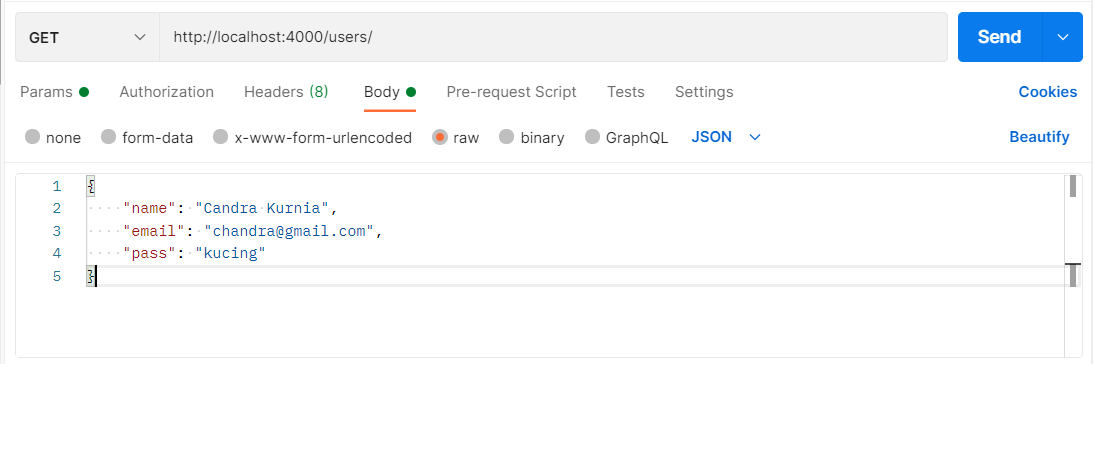 GET http://localhost:4000/users/ Send
Params Authorization Headers (8) Body Pre-request Script Tests Settings Cookies
none form-data x-www-form-urlencoded raw binary GraphQL JSON Beautify
1 {
2 "name": "Candra Kurnia",
3 "email": "chandra@gmail.com",
4 "pass": "kucing"
5 }